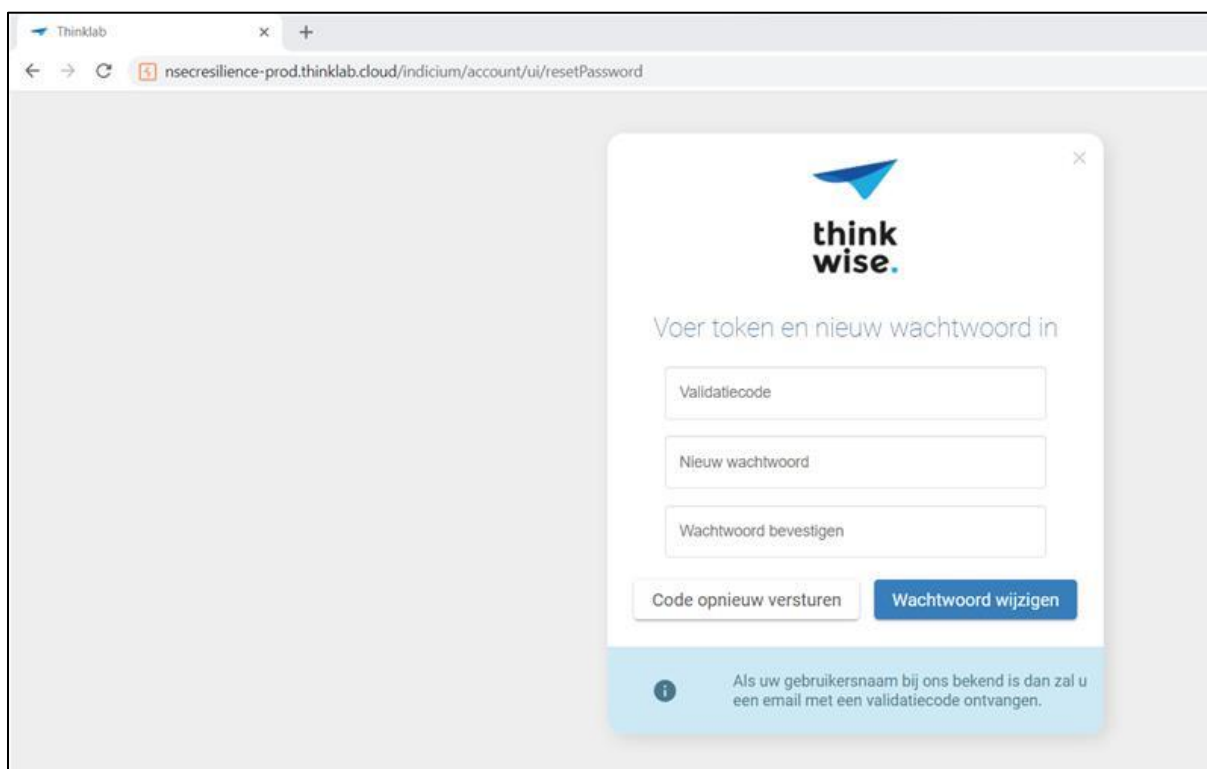 Thinklab
nsecresilience-prod.thinklab.cloud/indicium/account/ui/resetPassword
think
wise.
Voer token en nieuw wachtwoord in
Validatiecode
Nieuw wachtwoord
Wachtwoord bevestigen
Code opnieuw versturen
Wachtwoord wijzigen
Als uw gebruikersnaam bij ons bekend is dan zal u
een email met een validatiecode ontvangen.